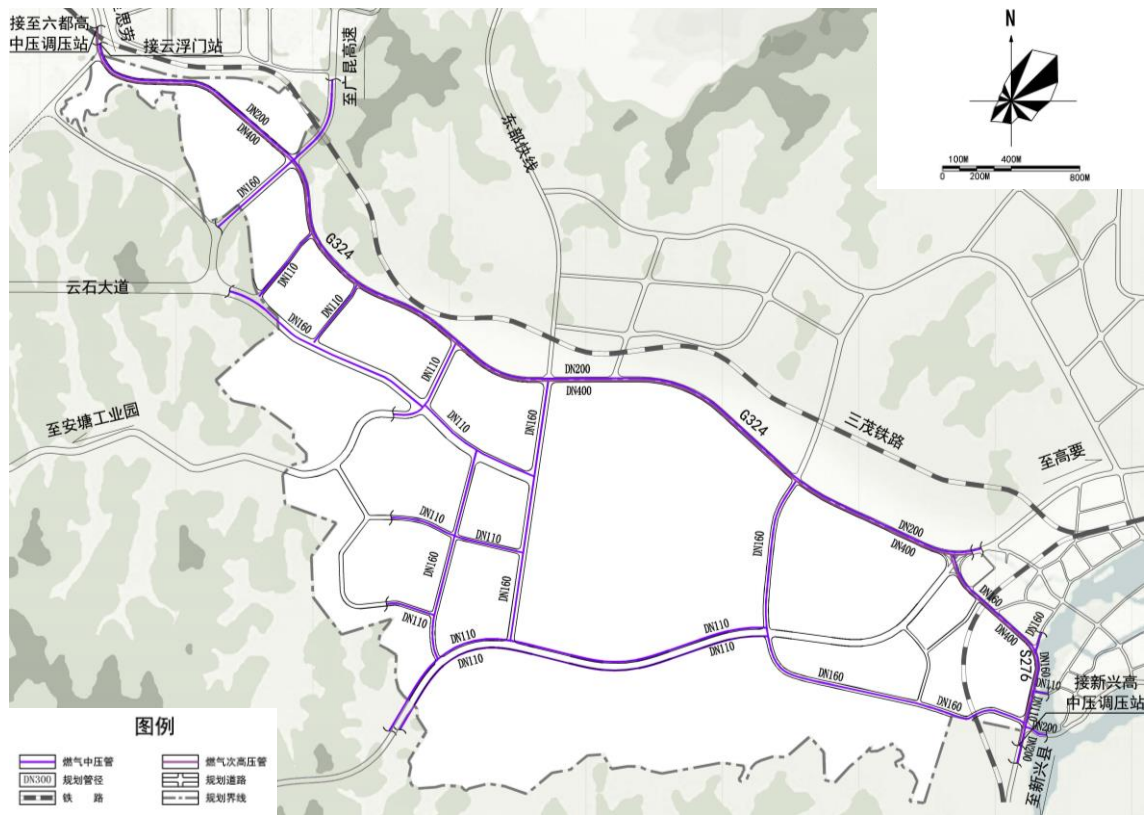 接至六都高
中压调压站
思劳
接云浮门站
至广昆高速
N
100M
400M
0
200M
800M
DN200
DN400
DN160
东部快线
G324
DN110
云石大道
DN110
DN160
DN110
DN200
DN400
至安塘工业园
DN110
DN160
G324
三茂铁路
至高要
DN110
DN110
DN160
DN160
DN160
DN200
DN400
DN110
DN160
DN400
DN160
DN160
S276
DN110
DN110
DN110
DN110
DN110
DN160
DN160
DN110
接新兴高
中压调压站
DN200
DN200
至新兴县
图例
燃气中压管
燃气次高压管
DN300
规划管径
规划道路
铁 路
规划界线